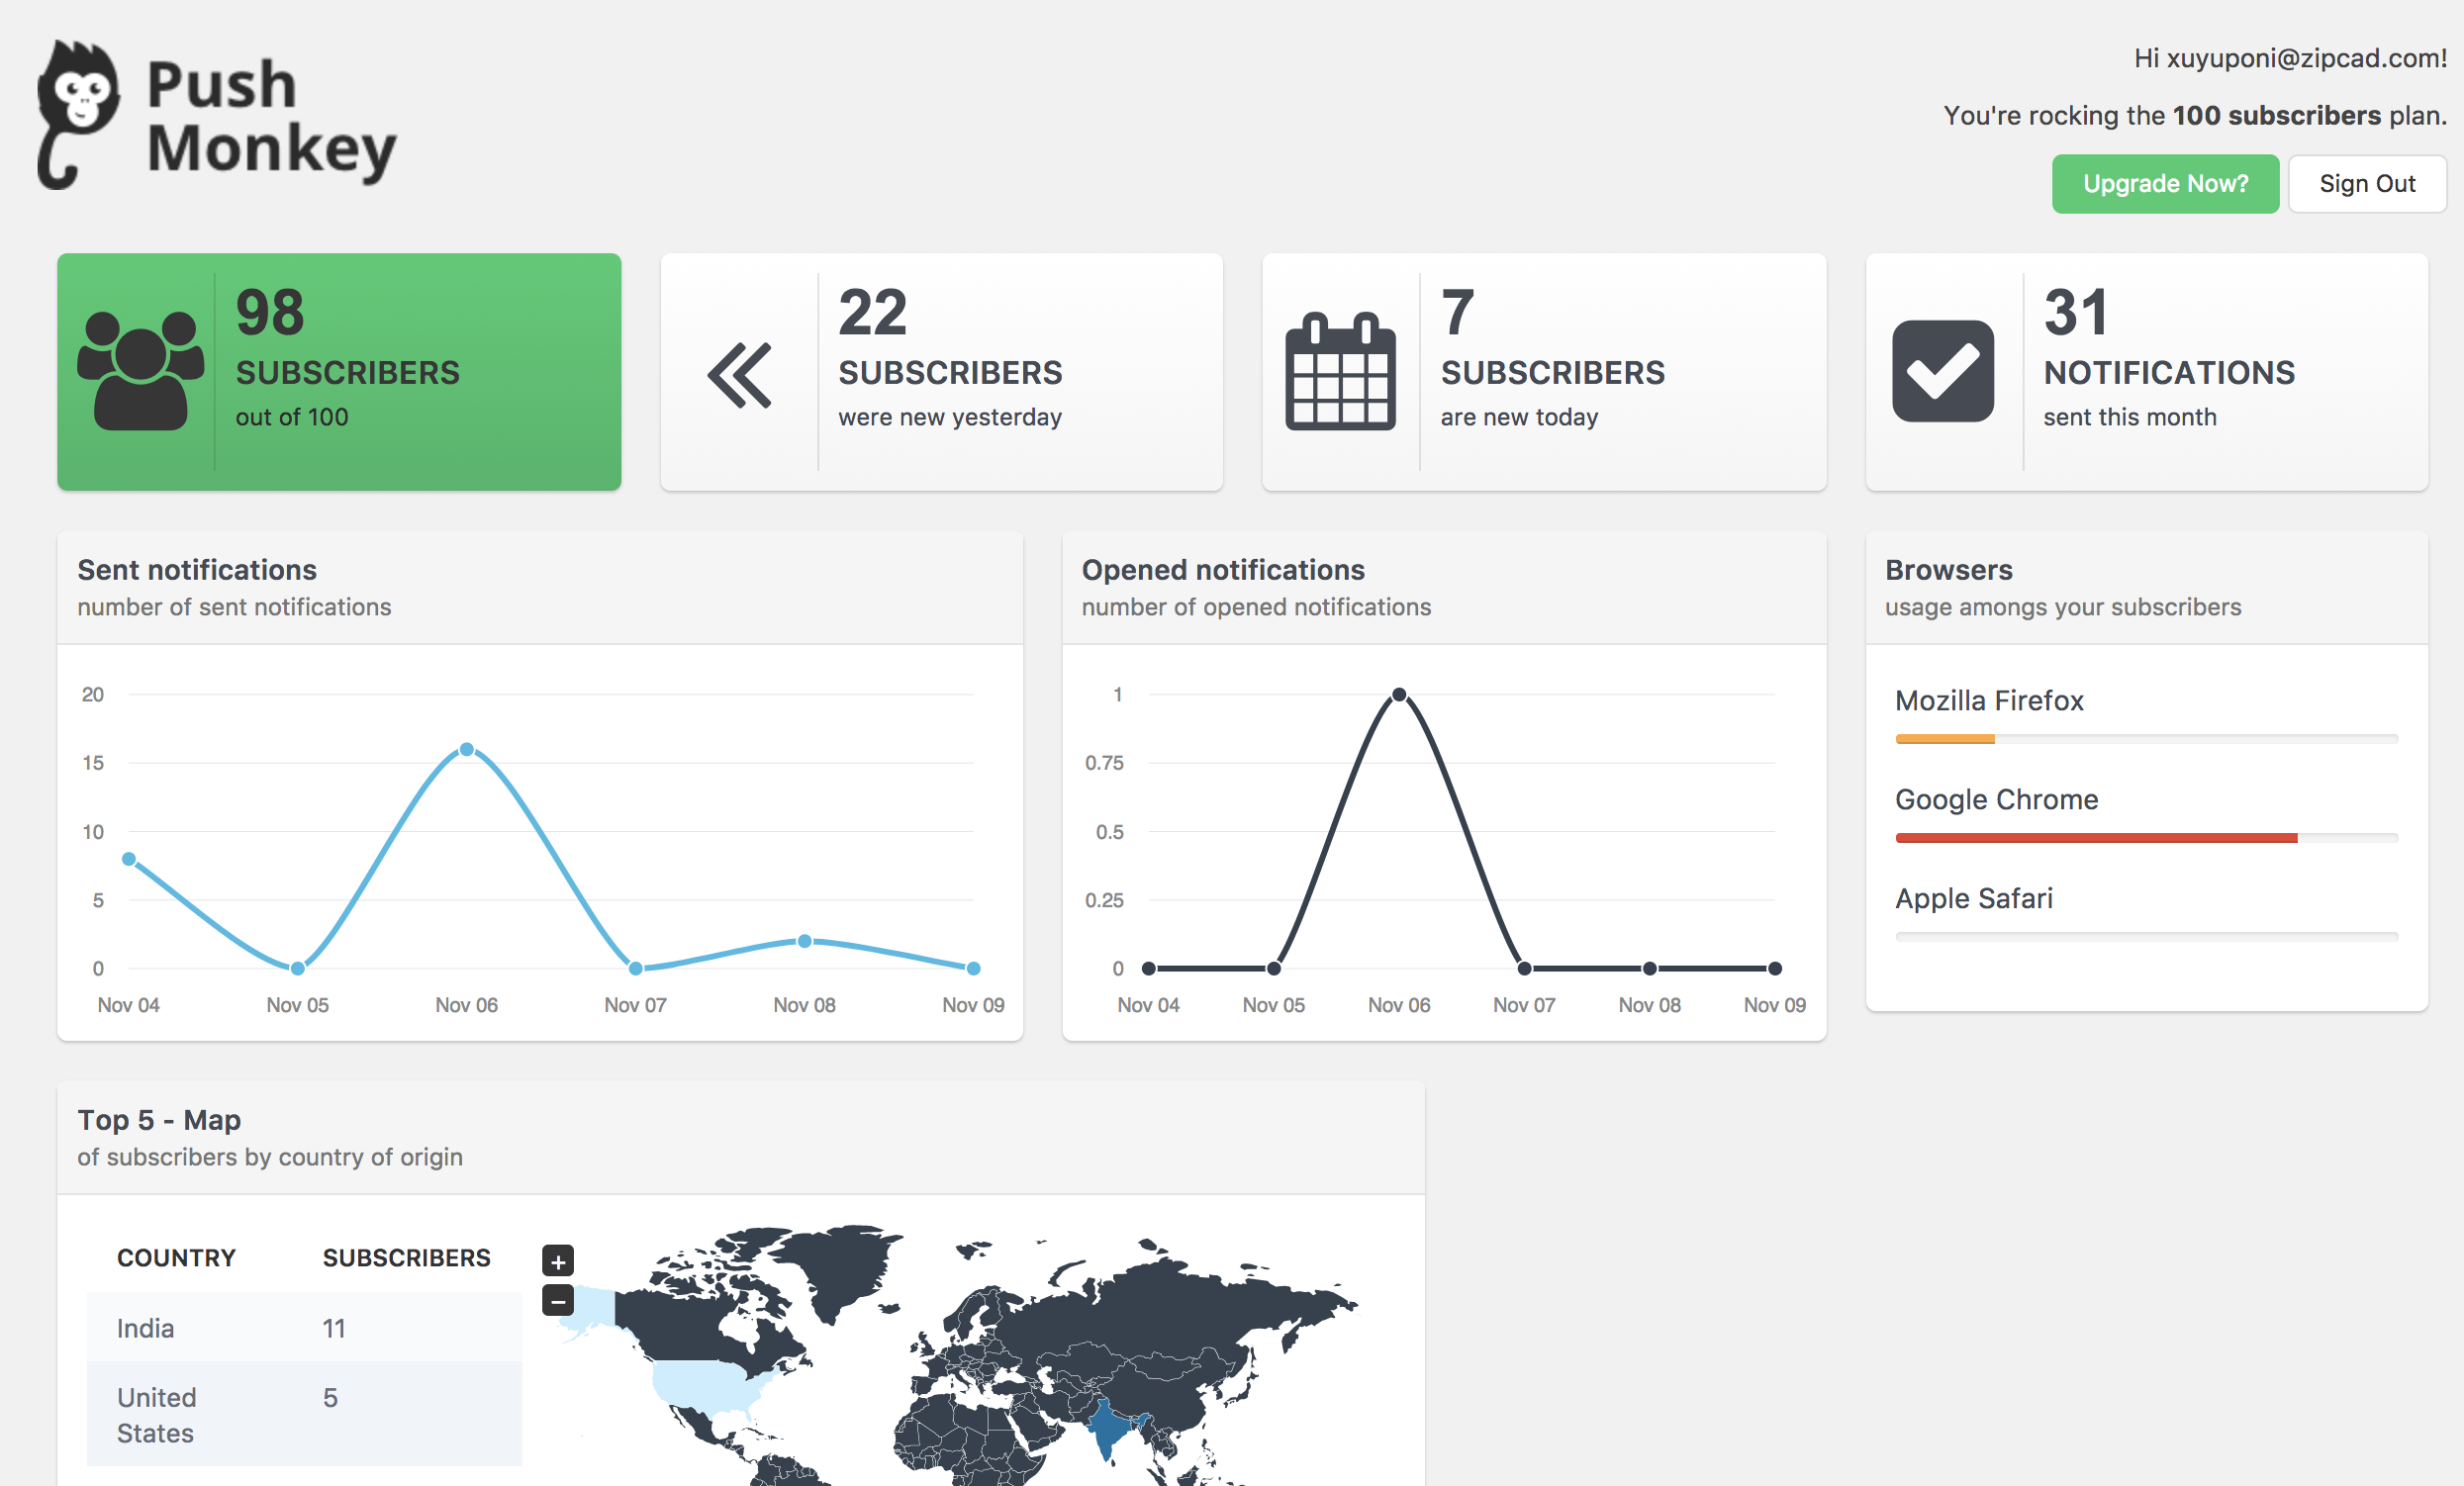 Push
Monkey
Hi xuyuponi@zipcad.com!
You're rocking the 100 subscribers plan.
Upgrade Now?
Sign Out
98
SUBSCRIBERS
out of 100
22
SUBSCRIBERS
were new yesterday
7
SUBSCRIBERS
are new today
31
NOTIFICATIONS
sent this month
Sent notifications
number of sent notifications
20
15
10
5
0
Nov 04 Nov 05 Nov 06 Nov 07 Nov 08 Nov 09
Opened notifications
number of opened notifications
1
0.75
0.5
0.25
0
Nov 04 Nov 05 Nov 06 Nov 07 Nov 08 Nov 09
Browsers
usage amongs your subscribers
Mozilla Firefox
Google Chrome
Apple Safari
Top 5 - Map
of subscribers by country of origin
COUNTRY SUBSCRIBERS
India 11
United 5
States
+
−